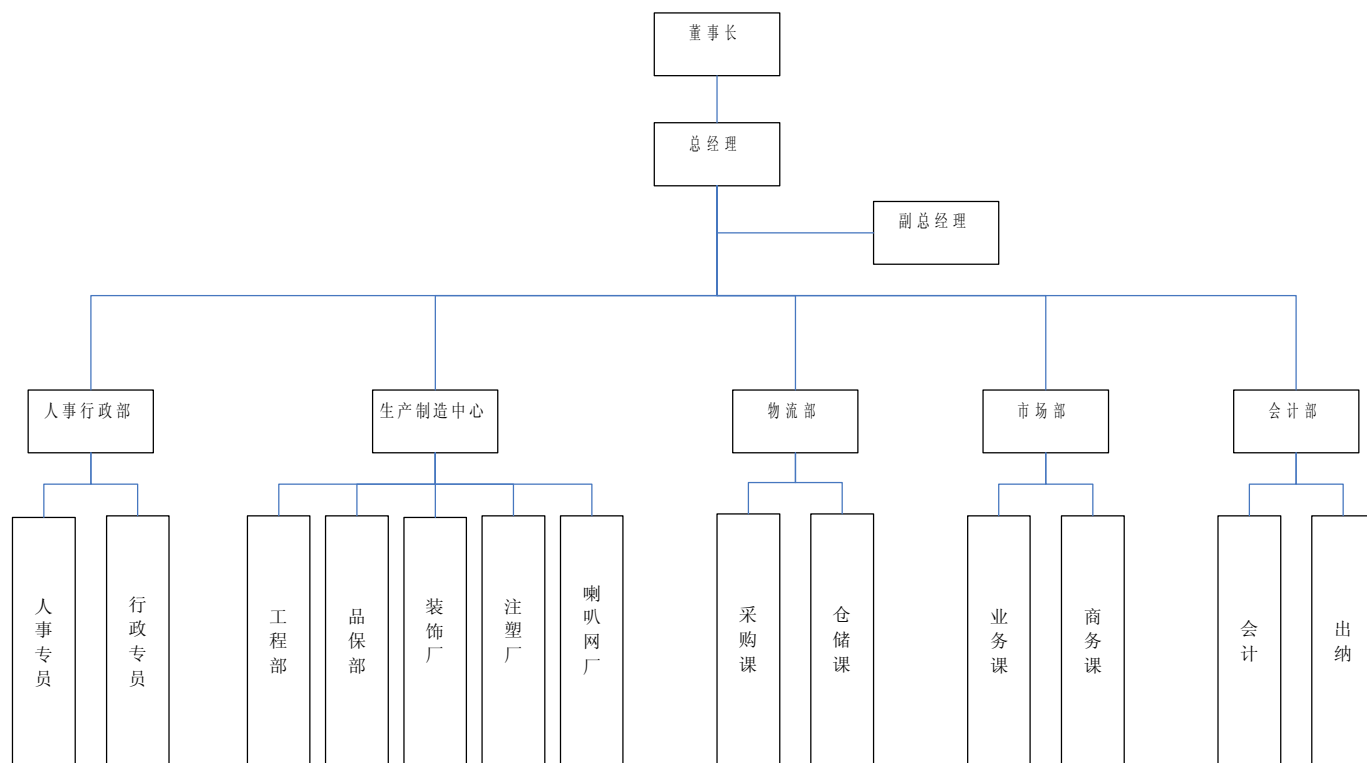 董事长
总经理
副总经理
人事行政部
生产制造中心
物流部
市场部
会计部
人事专员
行政专员
工程部
品保部
装饰厂
注塑厂
喇叭网厂
采购课
仓储课
业务课
商务课
会计
出纳